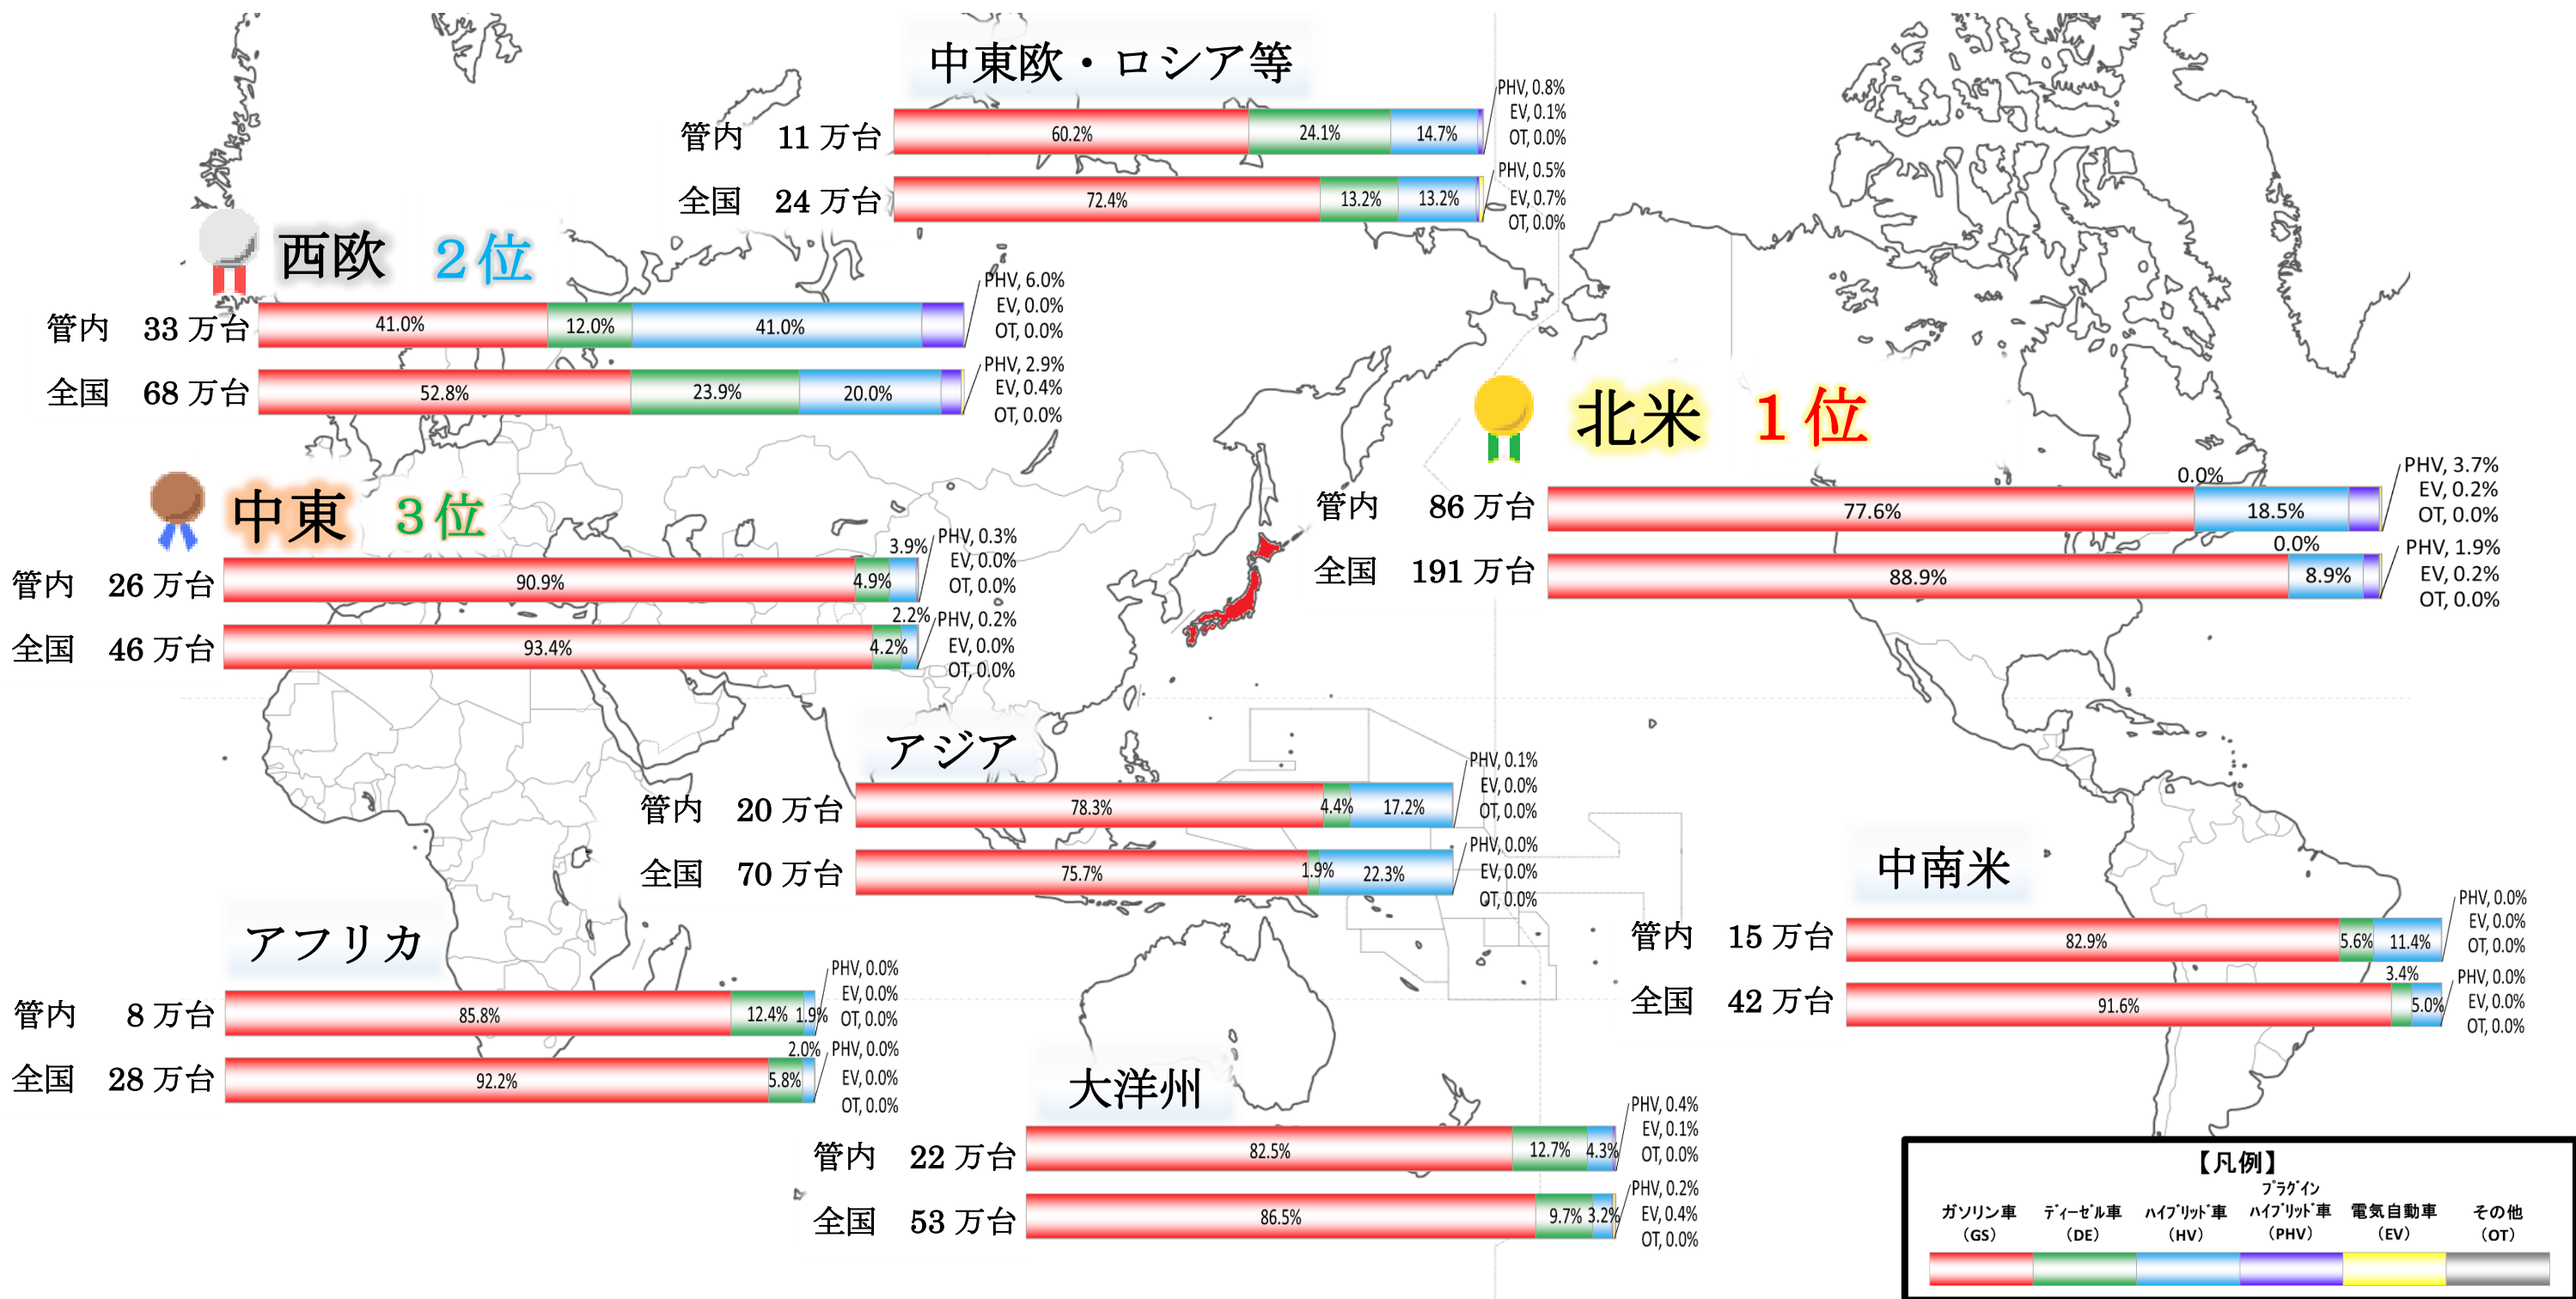 中東欧・ロシア等
管内 11 万台
60.2% 24.1% 14.7%
PHV, 0.8%
EV, 0.1%
OT, 0.0%
全国 24 万台
72.4% 13.2% 13.2%
PHV, 0.5%
EV, 0.7%
OT, 0.0%
西欧 2位
管内 33 万台
41.0% 12.0% 41.0%
PHV, 6.0%
EV, 0.0%
OT, 0.0%
全国 68 万台
52.8% 23.9% 20.0%
PHV, 2.9%
EV, 0.4%
OT, 0.0%
北米 1位
管内 86 万台
77.6% 0.0% 18.5%
PHV, 3.7%
EV, 0.2%
OT, 0.0%
全国 191 万台
88.9% 0.0% 8.9%
PHV, 1.9%
EV, 0.2%
OT, 0.0%
中東 3位
管内 26 万台
90.9% 4.9% 3.9%
PHV, 0.3%
EV, 0.0%
OT, 0.0%
全国 46 万台
93.4% 4.2% 2.2%
PHV, 0.2%
EV, 0.0%
OT, 0.0%
アジア
管内 20 万台
78.3% 4.4% 17.2%
PHV, 0.1%
EV, 0.0%
OT, 0.0%
全国 70 万台
75.7% 1.9% 22.3%
PHV, 0.0%
EV, 0.0%
OT, 0.0%
中南米
管内 15 万台
82.9% 5.6% 11.4%
PHV, 0.0%
EV, 0.0%
OT, 0.0%
全国 42 万台
91.6% 3.4% 5.0%
PHV, 0.0%
EV, 0.0%
OT, 0.0%
アフリカ
管内 8 万台
85.8% 12.4% 1.9%
PHV, 0.0%
EV, 0.0%
OT, 0.0%
全国 28 万台
92.2% 5.8% 2.0%
PHV, 0.0%
EV, 0.0%
OT, 0.0%
大洋州
管内 22 万台
82.5% 12.7% 4.3%
PHV, 0.4%
EV, 0.1%
OT, 0.0%
全国 53 万台
86.5% 9.7% 3.2%
PHV, 0.2%
EV, 0.4%
OT, 0.0%
【凡例】
ガソリン車
(GS)
ディーゼル車
(DE)
ハイブリッド車
(HV)
プラグイン
ハイブリッド車
(PHV)
電気自動車
(EV)
その他
(OT)